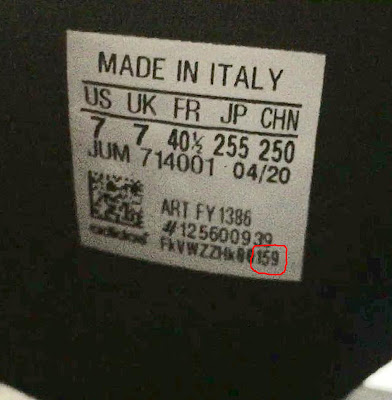 MADE IN ITALY
US UK FR JP CHN
7 7 40½ 255 250
JUM 714001 04/20
ART FY1386
#125600939
adidas